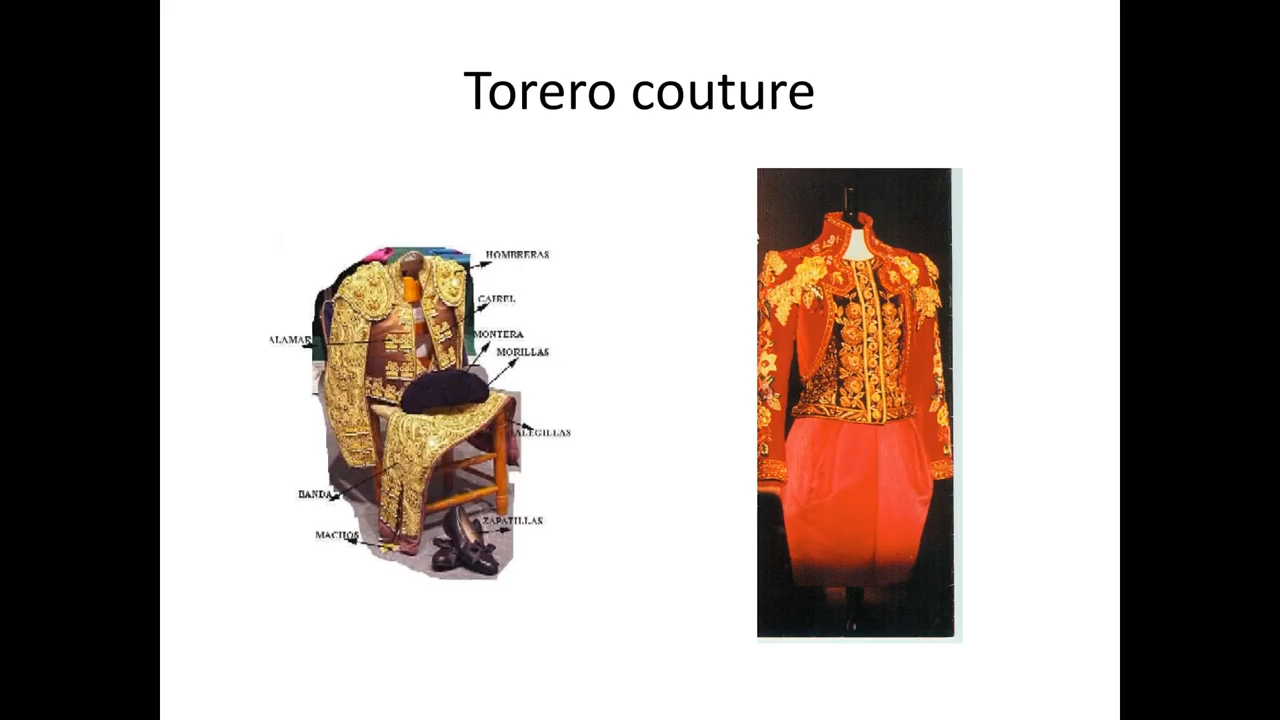 Torero couture
HOMBRERAS
CAIREL
MONTERA
ALAMAR
MORILLAS
ALEGILLAS
BANDA
ZAPATILLAS
MACHOS